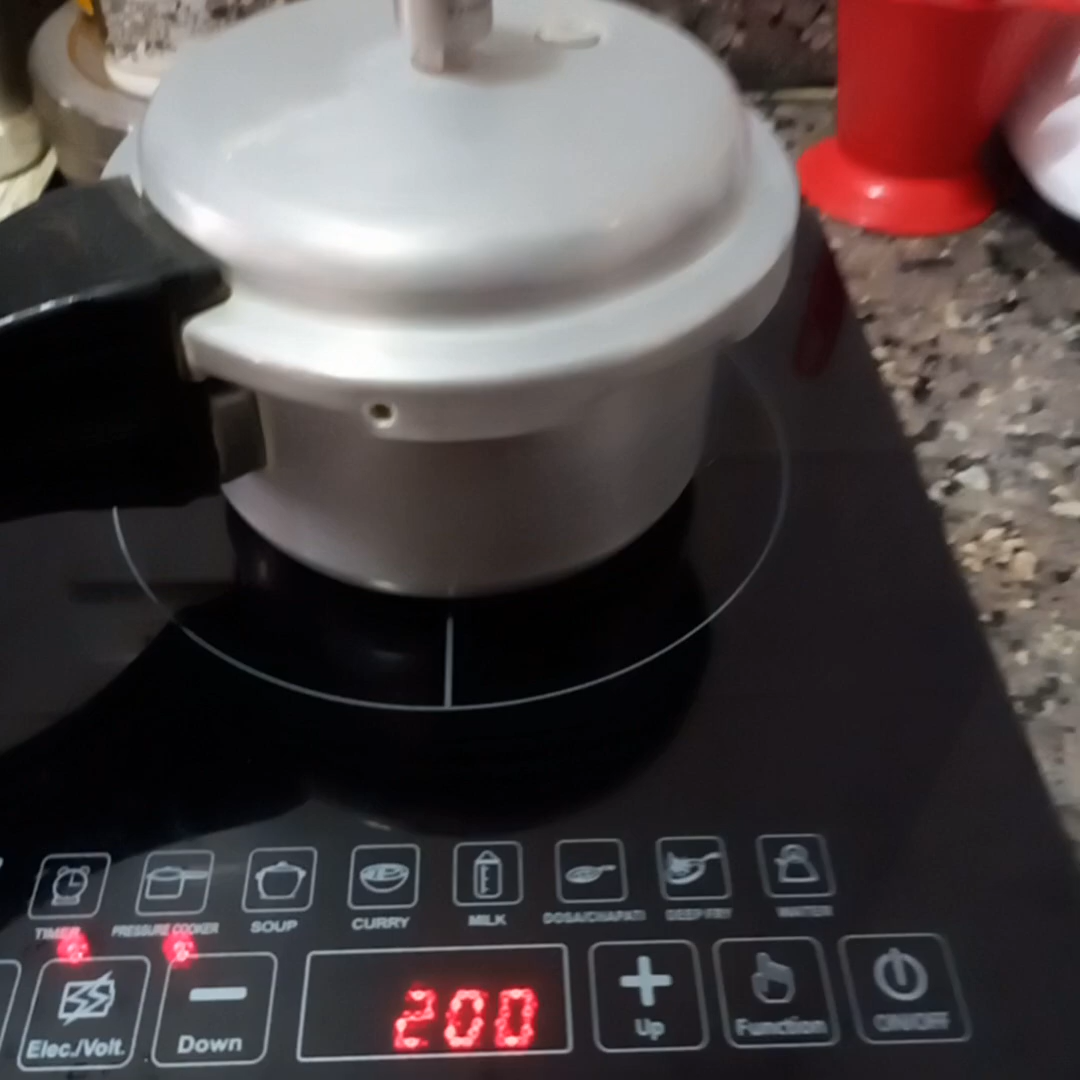 TIMER PRESSURE COOKER SOUP CURRY MILK DOSA/CHAPATI DEEP FRY WATER
Elec./Volt. Down 200 Up Function ON/OFF